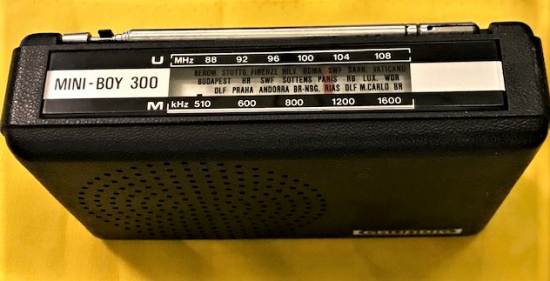 U MHz 88 92 96 100 104 108
MINI-BOY 300
BEROM. STUTTG. FIRENZE NICE ROMA SWF SAAR. VATICANO
BUDAPEST HR SWF SOTTENS PARIS RB LUX. WDR
DLF PRAHA ANDORRA BR-NBG. RIAS DLF M.CARLO BR
M kHz 510 600 800 1200 1600
GRUNDIG